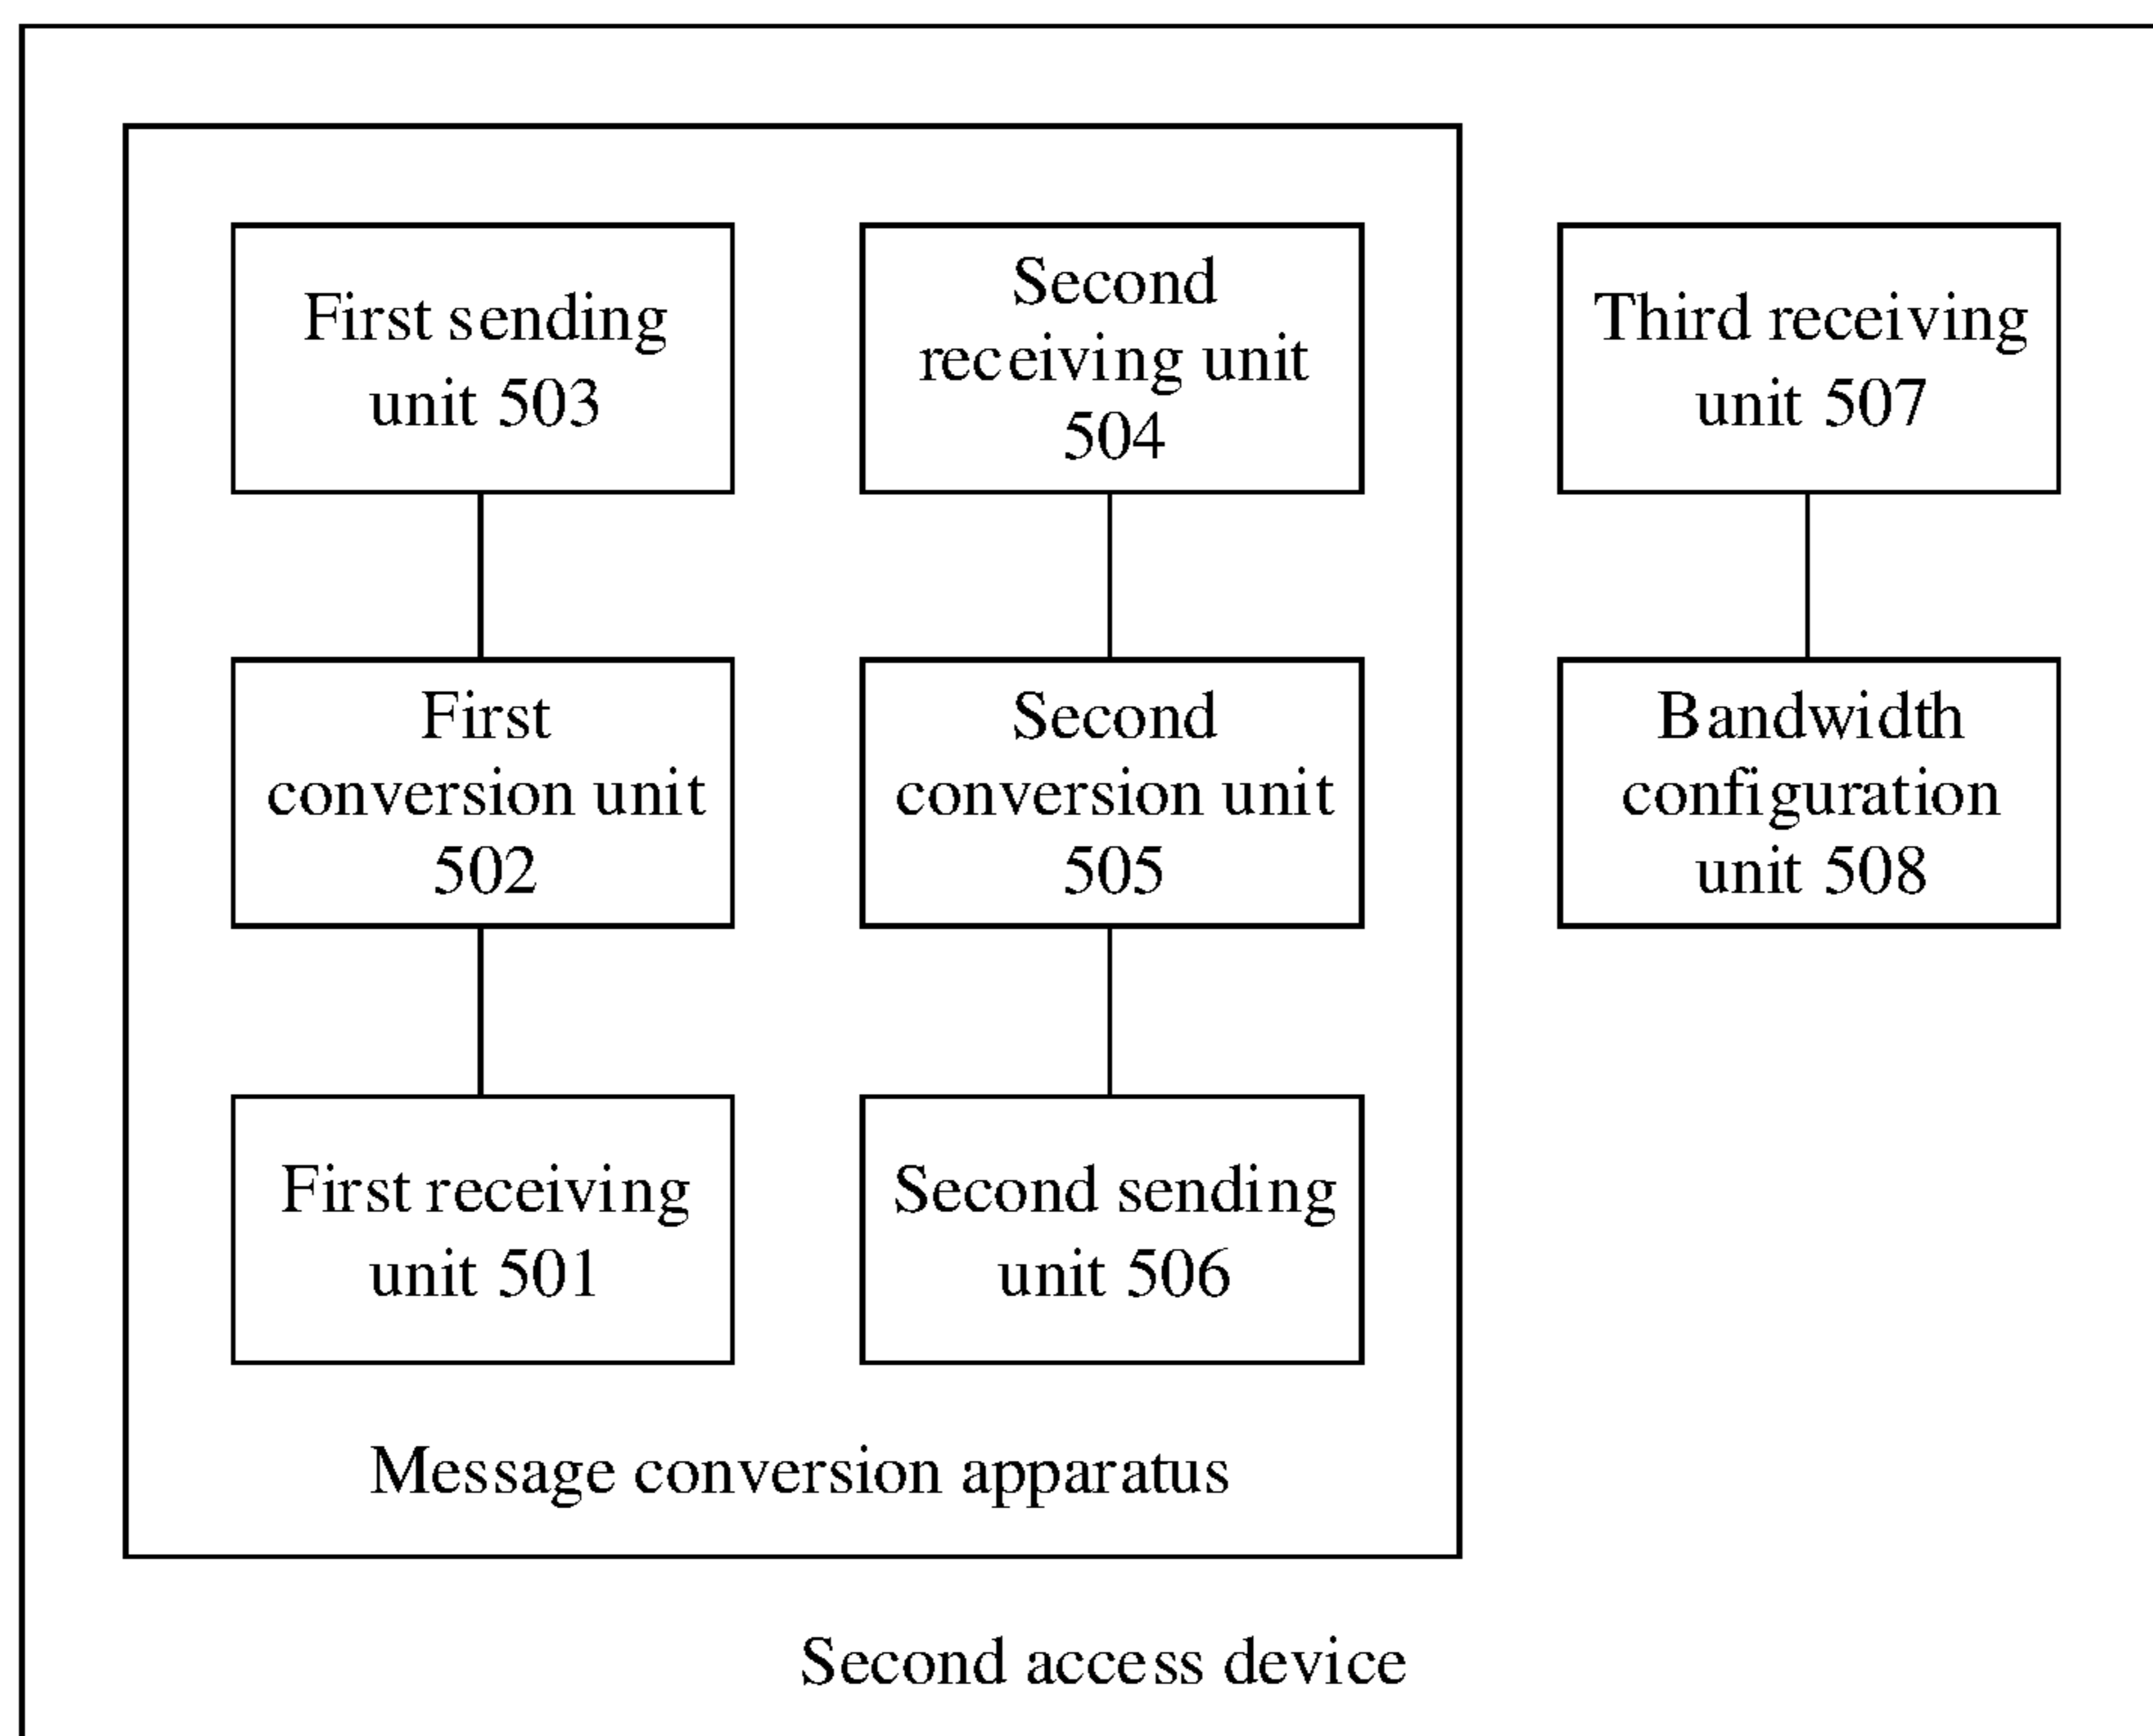 First sending
unit 503
Second
receiving unit
504
Third receiving
unit 507
First
conversion unit
502
Second
conversion unit
505
Bandwidth
configuration
unit 508
First receiving
unit 501
Second sending
unit 506
Message conversion apparatus
Second access device